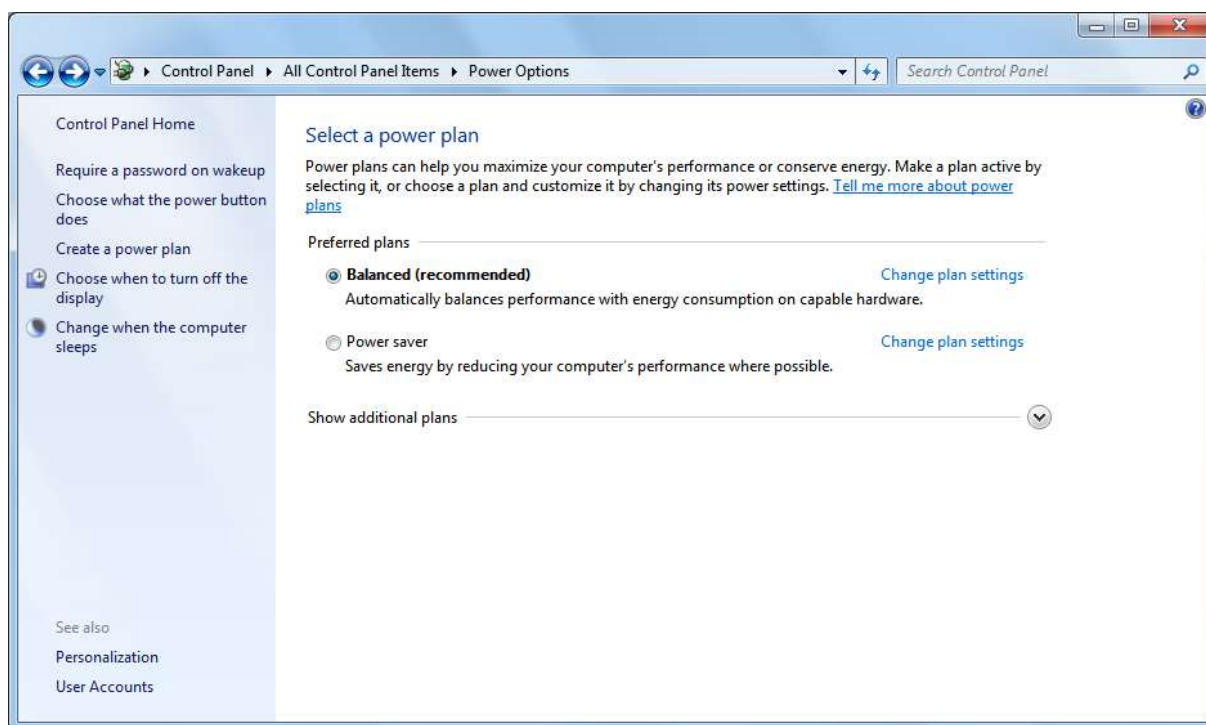 Control Panel All Control Panel Items Power Options
Search Control Panel
Control Panel Home
Require a password on wakeup
Choose what the power button
does
Create a power plan
Choose when to turn off the
display
Change when the computer
sleeps
See also
Personalization
User Accounts
Select a power plan
Power plans can help you maximize your computer's performance or conserve energy. Make a plan active by
selecting it, or choose a plan and customize it by changing its power settings. Tell me more about power
plans
Preferred plans
Balanced (recommended) Change plan settings
Automatically balances performance with energy consumption on capable hardware.
Power saver Change plan settings
Saves energy by reducing your computer's performance where possible.
Show additional plans